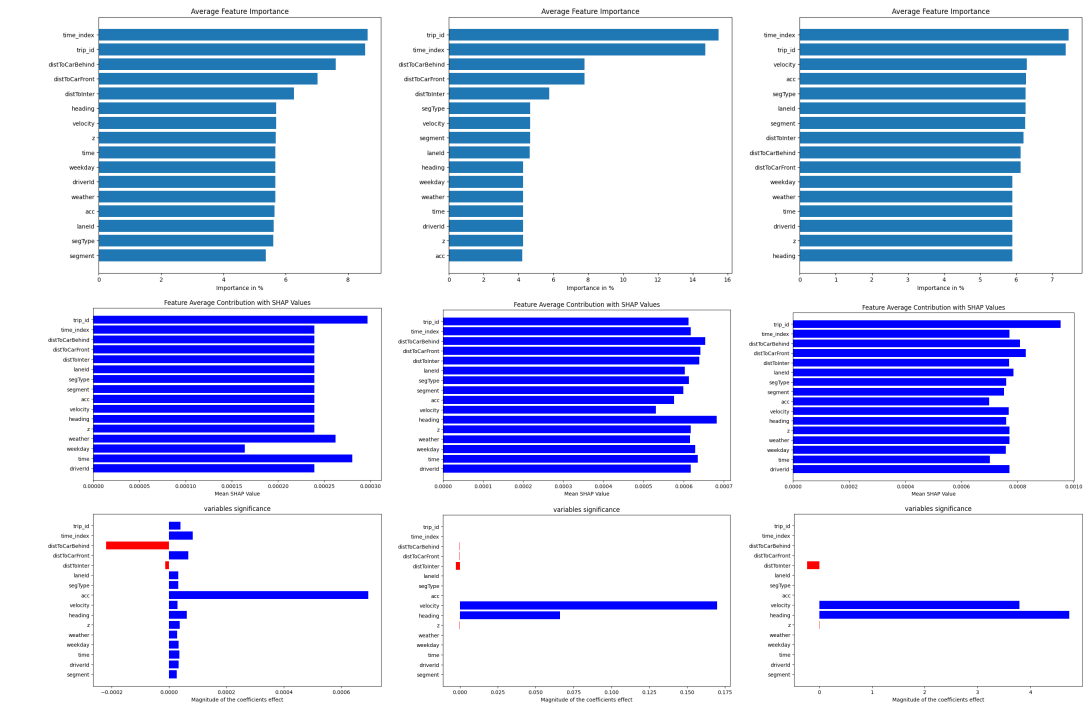 Average Feature Importance
time_index
trip_id
distToCarBehind
distToCarFront
distToInter
heading
velocity
z
time
weekday
driverId
weather
acc
laneId
segType
segment
0 2 4 6 8
Importance in %
Average Feature Importance
trip_id
time_index
distToCarBehind
distToCarFront
distToInter
segType
velocity
segment
laneId
heading
weekday
weather
time
driverId
z
acc
0 2 4 6 8 10 12 14 16
Importance in %
Average Feature Importance
time_index
trip_id
velocity
acc
segType
laneId
segment
distToInter
distToCarBehind
distToCarFront
weekday
weather
time
driverId
z
heading
0 1 2 3 4 5 6 7
Importance in %
Feature Average Contribution with SHAP Values
trip_id
time_index
distToCarBehind
distToCarFront
distToInter
laneId
segType
segment
acc
velocity
heading
z
weather
weekday
time
driverId
0.00000 0.00005 0.00010 0.00015 0.00020 0.00025 0.00030
Mean SHAP Value
Feature Average Contribution with SHAP Values
trip_id
time_index
distToCarBehind
distToCarFront
distToInter
laneId
segType
segment
acc
velocity
heading
z
weather
weekday
time
driverId
0.0000 0.0001 0.0002 0.0003 0.0004 0.0005 0.0006 0.0007
Mean SHAP Value
Feature Average Contribution with SHAP Values
trip_id
time_index
distToCarBehind
distToCarFront
distToInter
laneId
segType
segment
acc
velocity
heading
z
weather
weekday
time
driverId
0.0000 0.0002 0.0004 0.0006 0.0008 0.0010
Mean SHAP Value
variables significance
trip_id
time_index
distToCarBehind
distToCarFront
distToInter
laneId
segType
acc
velocity
heading
z
weather
weekday
time
driverId
segment
−0.0002 0.0000 0.0002 0.0004 0.0006
Magnitude of the coefficients effect
variables significance
trip_id
time_index
distToCarBehind
distToCarFront
distToInter
laneId
segType
acc
velocity
heading
z
weather
weekday
time
driverId
segment
0.000 0.025 0.050 0.075 0.100 0.125 0.150 0.175
Magnitude of the coefficients effect
variables significance
trip_id
time_index
distToCarBehind
distToCarFront
distToInter
laneId
segType
acc
velocity
heading
z
weather
weekday
time
driverId
segment
0 1 2 3 4
Magnitude of the coefficients effect